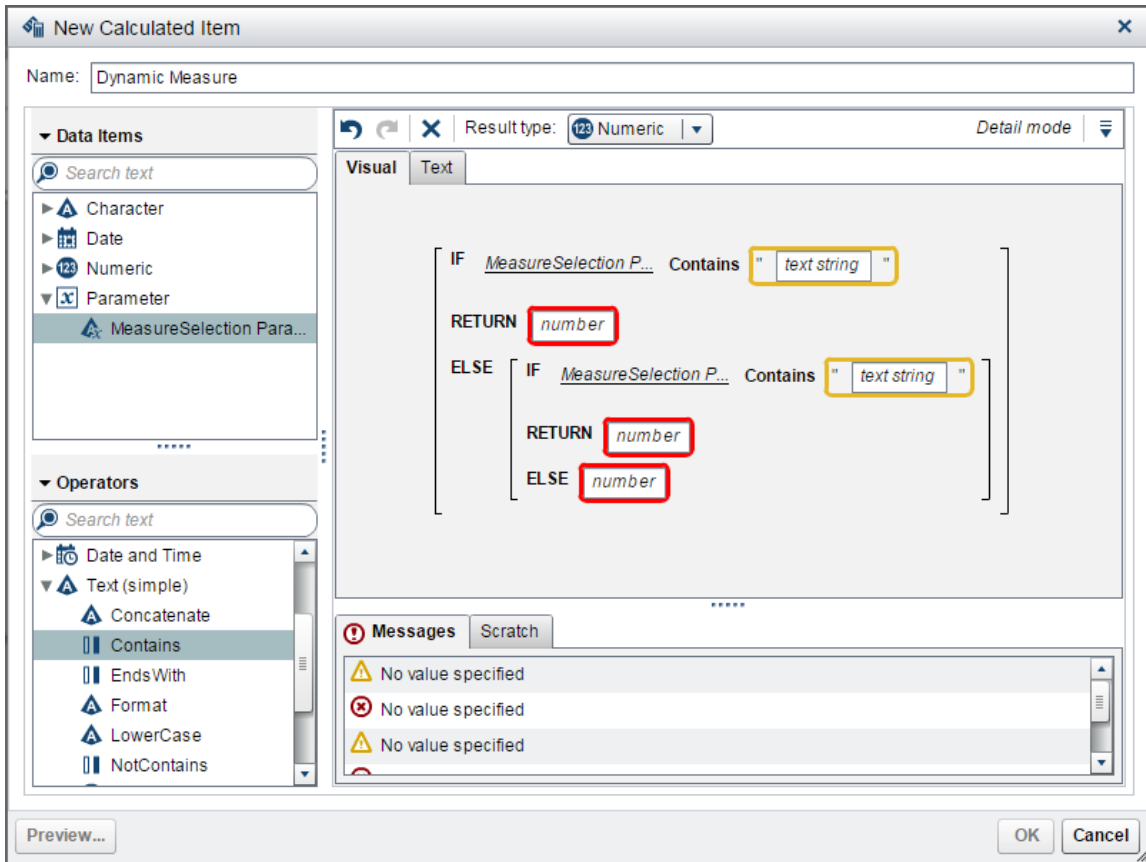 New Calculated Item
Name: Dynamic Measure
Data Items
Search text
Character
Date
123 Numeric
x Parameter
MeasureSelection Para...
Operators
Search text
Date and Time
Text (simple)
Concatenate
Contains
EndsWith
Format
LowerCase
NotContains
Result type: 123 Numeric Detail mode
Visual Text
IF MeasureSelection P... Contains " text string "
RETURN number
ELSE IF MeasureSelection P... Contains " text string "
RETURN number
ELSE number
Messages Scratch
No value specified
No value specified
No value specified
Preview... OK Cancel